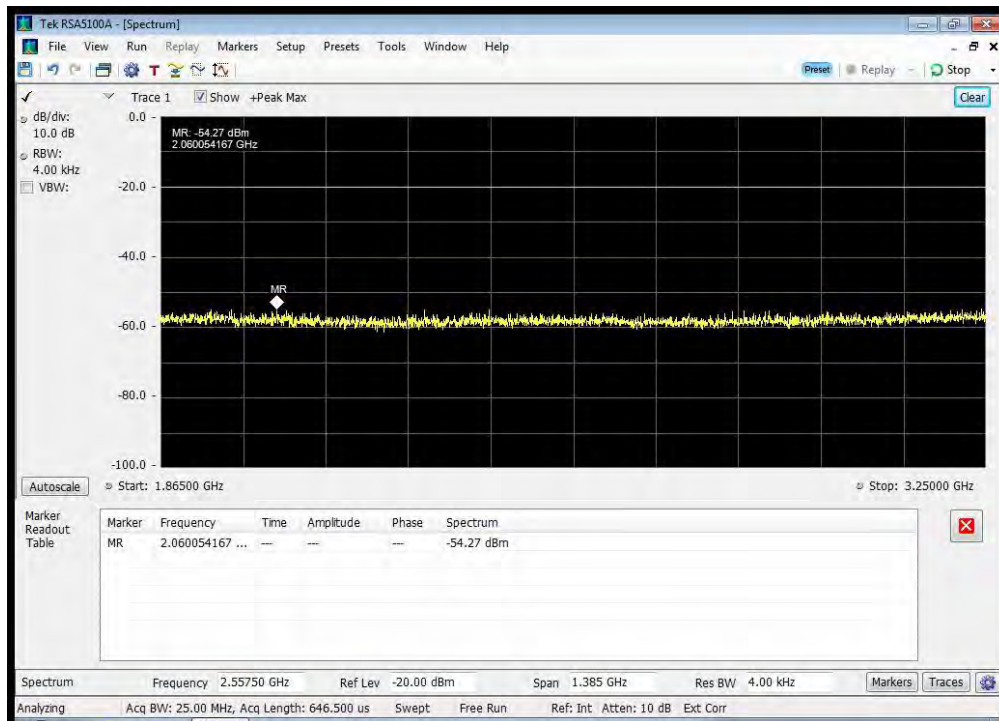 Tek RSA5100A - [Spectrum]
File View Run Replay Markers Setup Presets Tools Window Help
T Preset Replay Stop
Trace 1 Show +Peak Max Clear
dB/div:
10.0 dB
RBW:
4.00 kHz
VBW:
0.0
MR: -54.27 dBm
2.060054167 GHz
-20.0
-40.0
MR
-60.0
-80.0
-100.0
Autoscale Start: 1.86500 GHz Stop: 3.25000 GHz
Marker
Readout
Table
Marker Frequency Time Amplitude Phase Spectrum
MR 2.060054167 ... --- --- --- -54.27 dBm
Spectrum Frequency 2.55750 GHz Ref Lev -20.00 dBm Span 1.385 GHz Res BW 4.00 kHz Markers Traces
Analyzing Acq BW: 25.00 MHz, Acq Length: 646.500 us Swept Free Run Ref: Int Atten: 10 dB Ext Corr